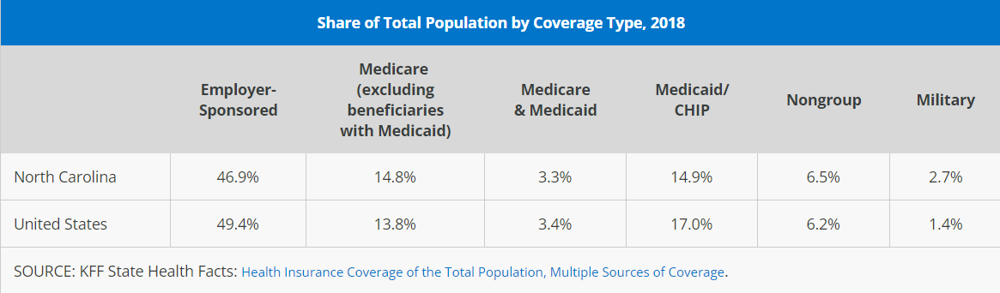 Share of Total Population by Coverage Type, 2018
Employer-
Sponsored
Medicare
(excluding
beneficiaries
with Medicaid)
Medicare
& Medicaid
Medicaid/
CHIP
Nongroup
Military
North Carolina 46.9% 14.8% 3.3% 14.9% 6.5% 2.7%
United States 49.4% 13.8% 3.4% 17.0% 6.2% 1.4%
SOURCE: KFF State Health Facts: Health Insurance Coverage of the Total Population, Multiple Sources of Coverage.